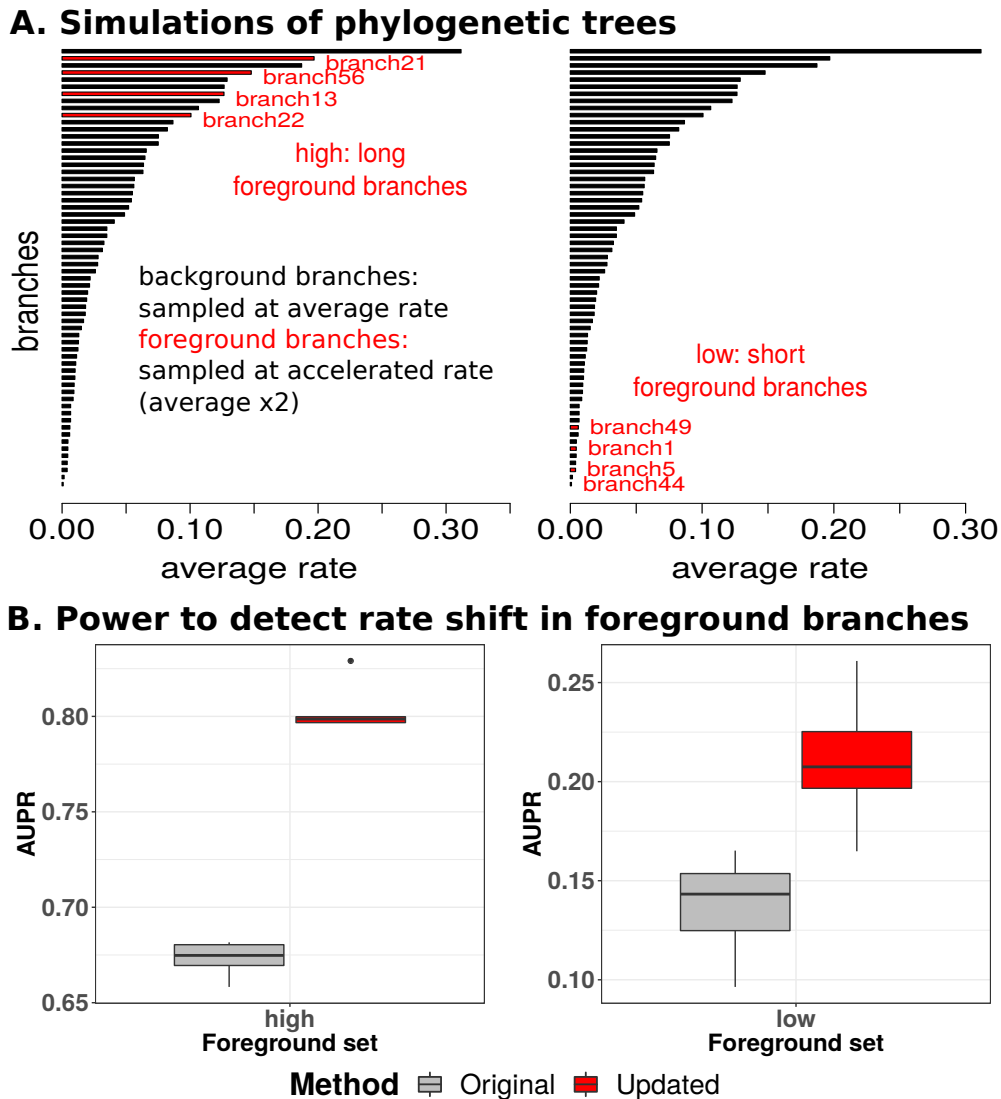 A. Simulations of phylogenetic trees
branches
branch21
branch56
branch13
branch22
high: long
foreground branches
background branches:
sampled at average rate
foreground branches:
sampled at accelerated rate
(average x2)
0.00 0.10 0.20 0.30
average rate
low: short
foreground branches
branch49
branch1
branch5
branch44
0.00 0.10 0.20 0.30
average rate
B. Power to detect rate shift in foreground branches
AUPR
0.80
0.75
0.70
0.65
high
Foreground set
AUPR
0.25
0.20
0.15
0.10
low
Foreground set
Method Original Updated